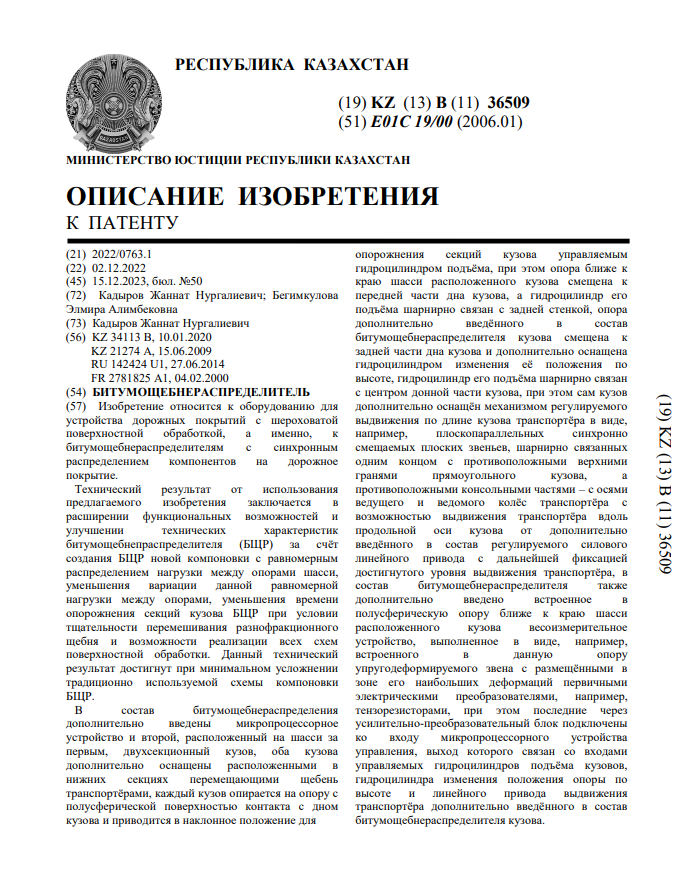 РЕСПУБЛИКА КАЗАХСТАН
(19) KZ (13) B (11) 36509
(51) E01C 19/00 (2006.01)
KAZAKSTAN
МИНИСТЕРСТВО ЮСТИЦИИ РЕСПУБЛИКИ КАЗАХСТАН
ОПИСАНИЕ ИЗОБРЕТЕНИЯ
К ПАТЕНТУ
(21) 2022/0763.1
(22) 02.12.2022
(45) 15.12.2023, бюл. №50
(72) Кадыров Жаннат Нургалиевич; Бегимкулова
Элмира Алимбековна
(73) Кадыров Жаннат Нургалиевич
(56) KZ 34113 B, 10.01.2020
KZ 21274 A, 15.06.2009
RU 142424 U1, 27.06.2014
FR 2781825 A1, 04.02.2000
(54) БИТУМОЩЕБНЕРАСПРЕДЕЛИТЕЛЬ
(57) Изобретение относится к оборудованию для
устройства дорожных покрытий с шероховатой
поверхностной обработкой, а именно, к
битумощебнераспределителям с синхронным
распределением компонентов на дорожное
покрытие.
Технический результат от использования
предлагаемого изобретения заключается в
расширении функциональных возможностей и
улучшении технических характеристик
битумощебнераспределителя (БЩР) за счёт
создания БЩР новой компоновки с равномерным
распределением нагрузки между опорами шасси,
уменьшения вариации данной равномерной
нагрузки между опорами, уменьшения времени
опорожнения секций кузова БЩР при условии
тщательности перемешивания разнофракционного
щебня и возможности реализации всех схем
поверхностной обработки. Данный технический
результат достигнут при минимальном усложнении
традиционно используемой схемы компоновки
БЩР.
В состав битумощебнераспределения
дополнительно введены микропроцессорное
устройство и второй, расположенный на шасси за
первым, двухсекционный кузов, оба кузова
дополнительно оснащены расположенными в
нижних секциях перемещающими щебень
транспортёрами, каждый кузов опирается на опору с
полусферической поверхностью контакта с дном
кузова и приводится в наклонное положение для
опорожнения секций кузова управляемым
гидроцилиндром подъёма, при этом опора ближе к
краю шасси расположенного кузова смещена к
передней части дна кузова, а гидроцилиндр его
подъёма шарнирно связан с задней стенкой, опора
дополнительно введённого в состав
битумощебнераспределителя кузова смещена к
задней части дна кузова и дополнительно оснащена
гидроцилиндром изменения её положения по
высоте, гидроцилиндр его подъёма шарнирно связан
с центром донной части кузова, при этом сам кузов
дополнительно оснащён механизмом регулируемого
выдвижения по длине кузова транспортёра в виде,
например, плоскопараллельных синхронно
смещаемых плоских звеньев, шарнирно связанных
одним концом с противоположными верхними
гранями прямоугольного кузова, а
противоположными консольными частями – с осями
ведущего и ведомого колёс транспортёра с
возможностью выдвижения транспортёра вдоль
продольной оси кузова от дополнительно
введённого в состав регулируемого силового
линейного привода с дальнейшей фиксацией
достигнутого уровня выдвижения транспортёра, в
состав битумощебнераспределителя также
дополнительно введено встроенное в
полусферическую опору ближе к краю шасси
расположенного кузова весоизмерительное
устройство, выполненное в виде, например,
встроенного в данную опору
упругодеформируемого звена с размещёнными в
зоне его наибольших деформаций первичными
электрическими преобразователями, например,
тензорезисторами, при этом последние через
усилительно-преобразовательный блок подключены
ко входу микропроцессорного устройства
управления, выход которого связан со входами
управляемых гидроцилиндров подъёма кузовов,
гидроцилиндра изменения положения опоры по
высоте и линейного привода выдвижения
транспортёра дополнительно введённого в состав
битумощебнераспределителя кузова.
(19) KZ (13) B (11) 36509